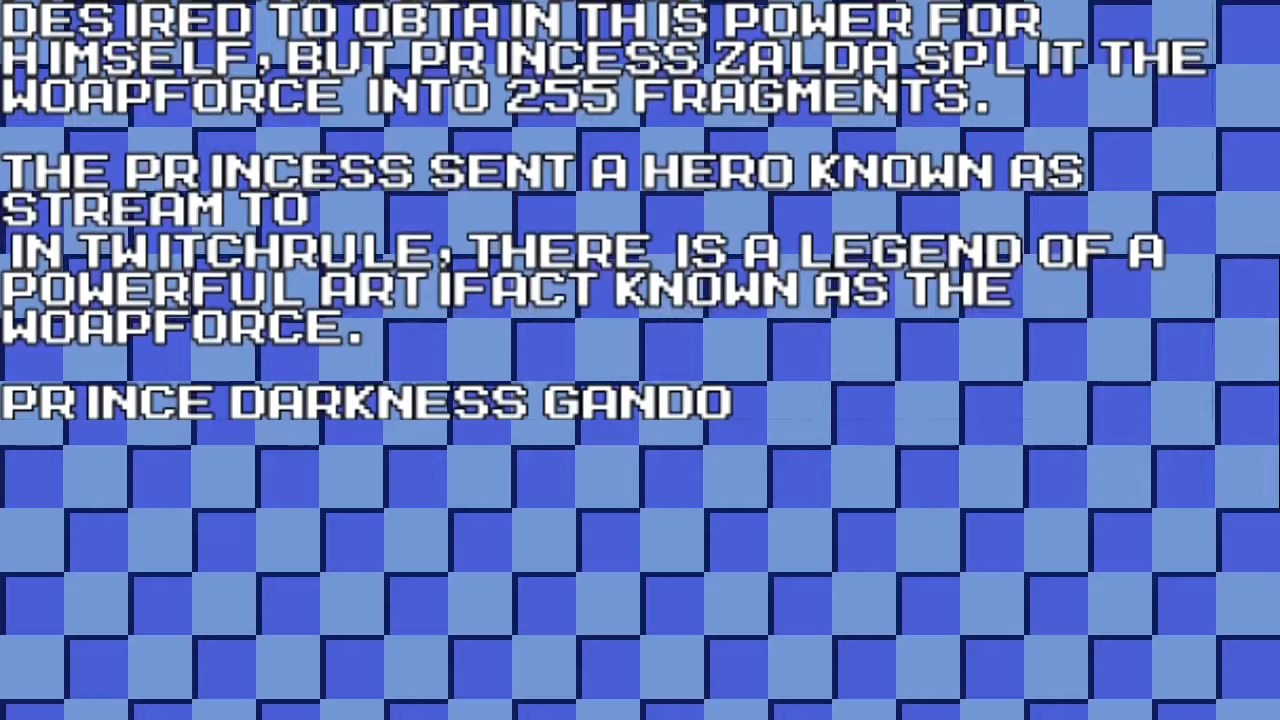 DESIRED TO OBTAIN THIS POWER FOR
HIMSELF, BUT PRINCESS ZALDA SPLIT THE
WOAPFORCE INTO 255 FRAGMENTS.
THE PRINCESS SENT A HERO KNOWN AS
STREAM TO
IN TWITCHRULE, THERE IS A LEGEND OF A
POWERFUL ARTIFACT KNOWN AS THE
WOAPFORCE.
PRINCE DARKNESS GANDO